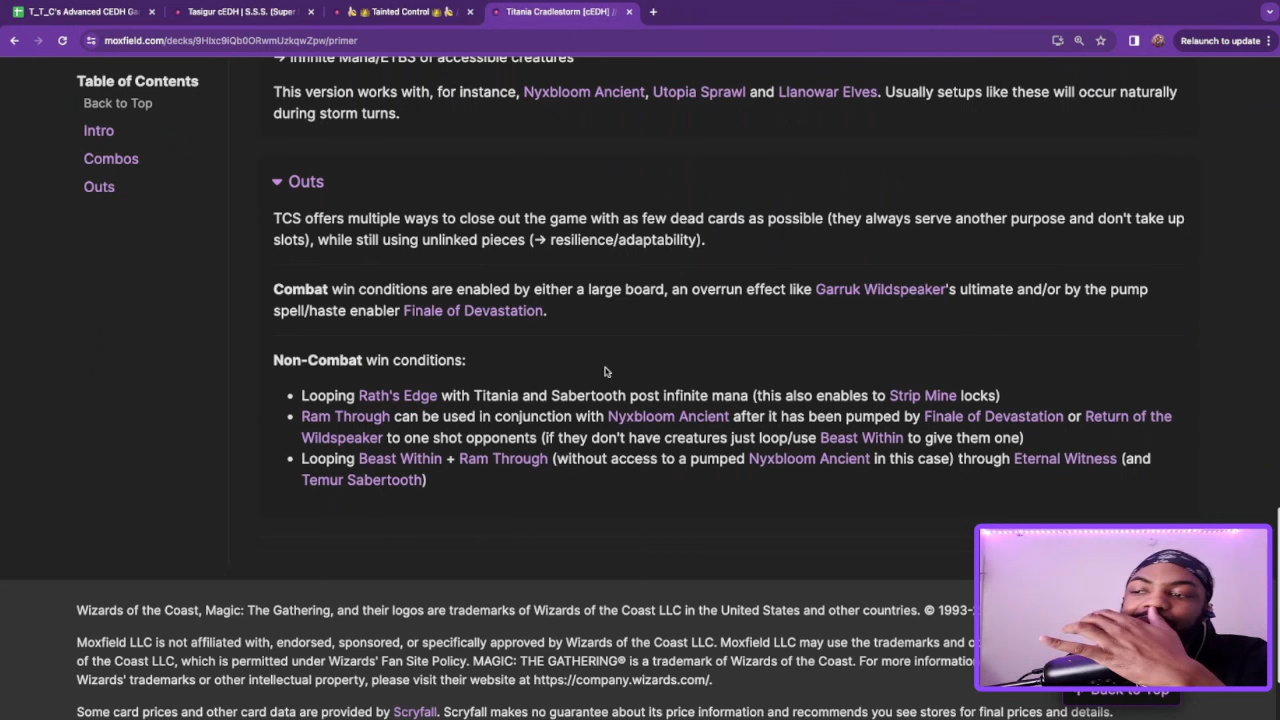 T_T_C's Advanced CEDH Ga
Tasigur cEDH | S.S.S. (Super
Tainted Control
Titania Cradlestorm [cEDH] //
moxfield.com/decks/9HIxc9iQb0ORwmUzkqwZpw/primer
Relaunch to update
Table of Contents
Back to Top
Intro
Combos
Outs
→ Infinite Mana/ETBs of accessible creatures
This version works with, for instance, Nyxbloom Ancient, Utopia Sprawl and Llanowar Elves. Usually setups like these will occur naturally
during storm turns.
Outs
TCS offers multiple ways to close out the game with as few dead cards as possible (they always serve another purpose and don't take up
slots), while still using unlinked pieces (→ resilience/adaptability).
Combat win conditions are enabled by either a large board, an overrun effect like Garruk Wildspeaker's ultimate and/or by the pump
spell/haste enabler Finale of Devastation.
Non-Combat win conditions:
• Looping Rath's Edge with Titania and Sabertooth post infinite mana (this also enables to Strip Mine locks)
• Ram Through can be used in conjunction with Nyxbloom Ancient after it has been pumped by Finale of Devastation or Return of the
Wildspeaker to one shot opponents (if they don't have creatures just loop/use Beast Within to give them one)
• Looping Beast Within + Ram Through (without access to a pumped Nyxbloom Ancient in this case) through Eternal Witness (and
Temur Sabertooth)
Wizards of the Coast, Magic: The Gathering, and their logos are trademarks of Wizards of the Coast LLC in the United States and other countries. © 1993-
Moxfield LLC is not affiliated with, endorsed, sponsored, or specifically approved by Wizards of the Coast LLC. Moxfield LLC may use the trademarks and
of the Coast LLC, which is permitted under Wizards' Fan Site Policy. MAGIC: THE GATHERING® is a trademark of Wizards of the Coast. For more information
Wizards' trademarks or other intellectual property, please visit their website at https://company.wizards.com/.
Back to Top
Some card prices and other card data are provided by Scryfall. Scryfall makes no guarantee about its price information and recommends you see stores for final prices and details.